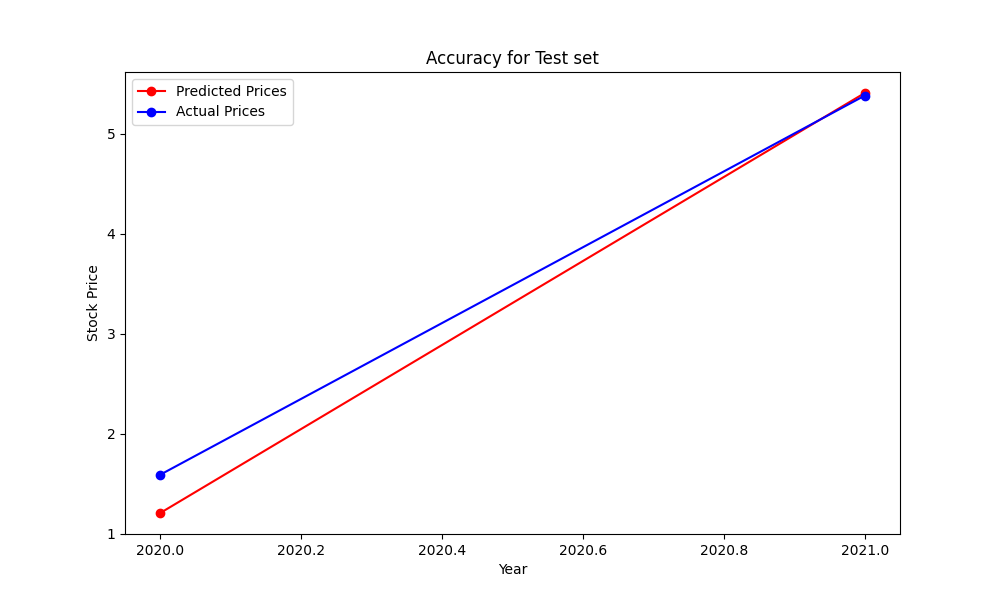 Accuracy for Test set
Predicted Prices
Actual Prices
5
4
3
2
1
Stock Price
2020.0 2020.2 2020.4 2020.6 2020.8 2021.0
Year